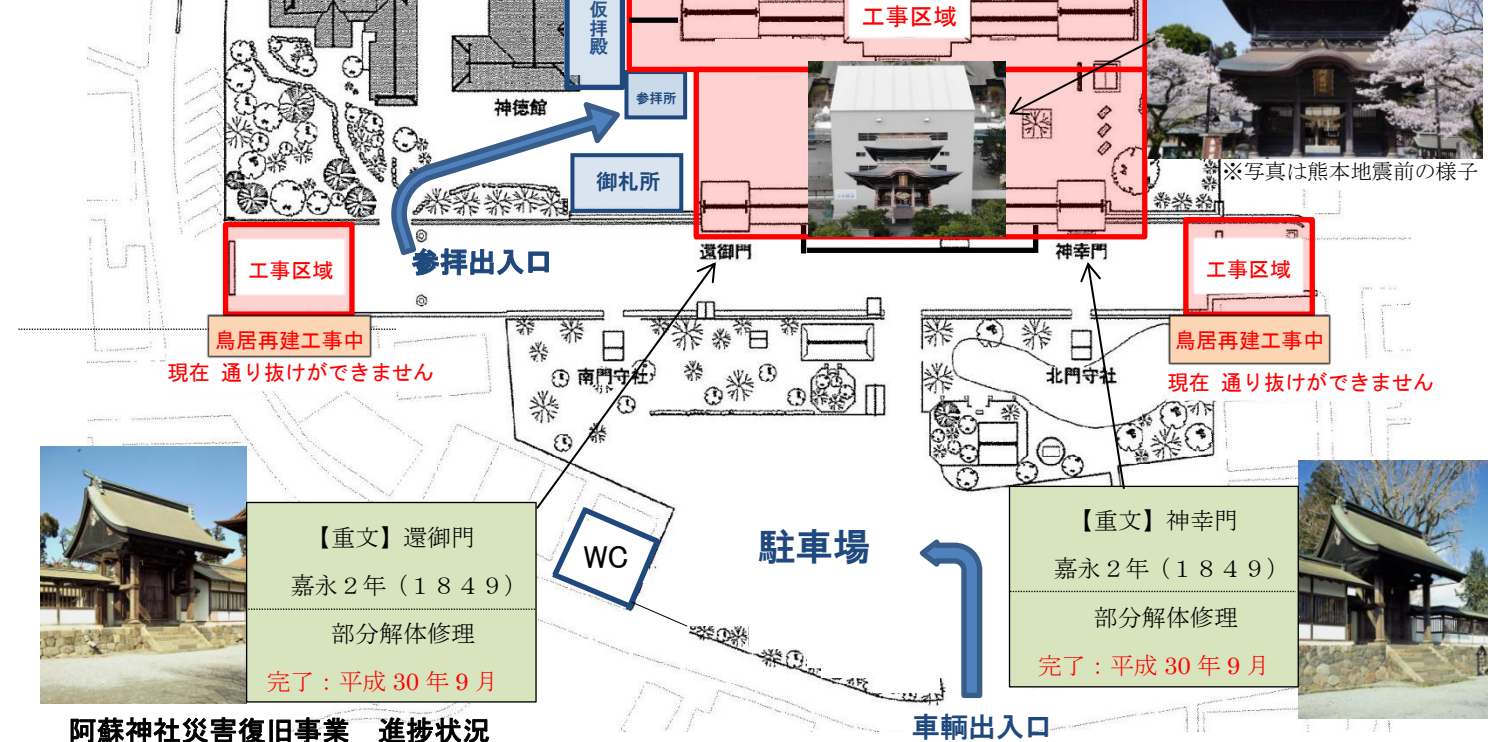 仮拝殿
工事区域
神徳館
参拝所
御札所
※写真は熊本地震前の様子
参拝出入口
還御門
神幸門
工事区域
工事区域
鳥居再建工事中
現在 通り抜けができません
鳥居再建工事中
現在 通り抜けができません
南門守社
北門守社
【重文】還御門
嘉永2年（1849）
部分解体修理
完了：平成30年9月
WC
駐車場
【重文】神幸門
嘉永2年（1849）
部分解体修理
完了：平成30年9月
車輌出入口
阿蘇神社災害復旧事業 進捗状況